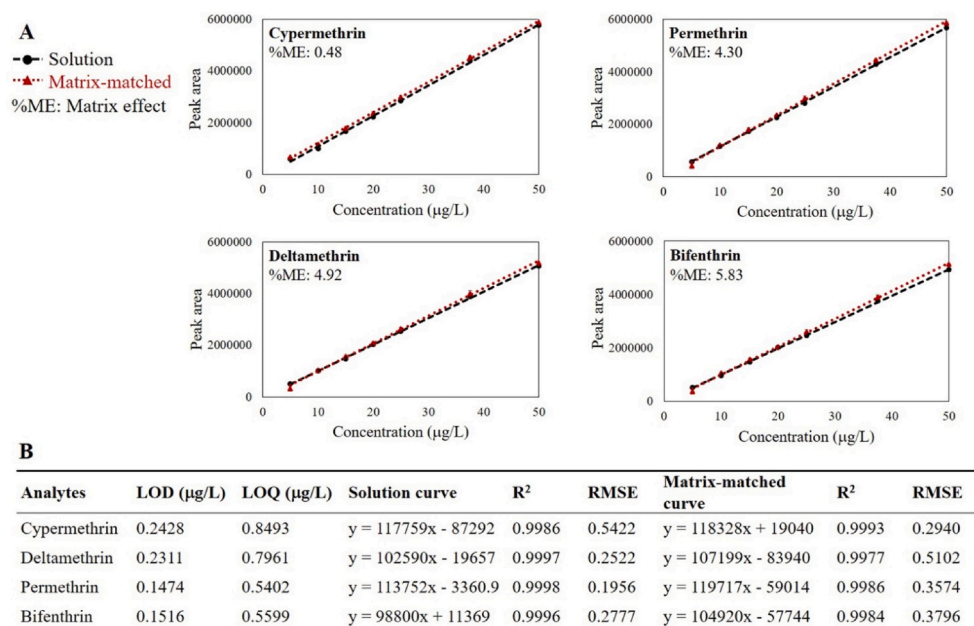 A
Solution
Matrix-matched
%ME: Matrix effect
Cypermethrin
%ME: 0.48
Peak area
6000000
4000000
2000000
0
0 10 20 30 40 50
Concentration (µg/L)
Permethrin
%ME: 4.30
Peak area
6000000
4000000
2000000
0
0 10 20 30 40 50
Concentration (µg/L)
Deltamethrin
%ME: 4.92
Peak area
6000000
4000000
2000000
0
0 10 20 30 40 50
Concentration (µg/L)
Bifenthrin
%ME: 5.83
Peak area
6000000
4000000
2000000
0
0 10 20 30 40 50
Concentration (µg/L)
B
Analytes LOD (µg/L) LOQ (µg/L) Solution curve R² RMSE Matrix-matched curve R² RMSE
Cypermethrin 0.2428 0.8493 y = 117759x - 87292 0.9986 0.5422 y = 118328x + 19040 0.9993 0.2940
Deltamethrin 0.2311 0.7961 y = 102590x - 19657 0.9997 0.2522 y = 107199x - 83940 0.9977 0.5102
Permethrin 0.1474 0.5402 y = 113752x - 3360.9 0.9998 0.1956 y = 119717x - 59014 0.9986 0.3574
Bifenthrin 0.1516 0.5599 y = 98800x + 11369 0.9996 0.2777 y = 104920x - 57744 0.9984 0.3796